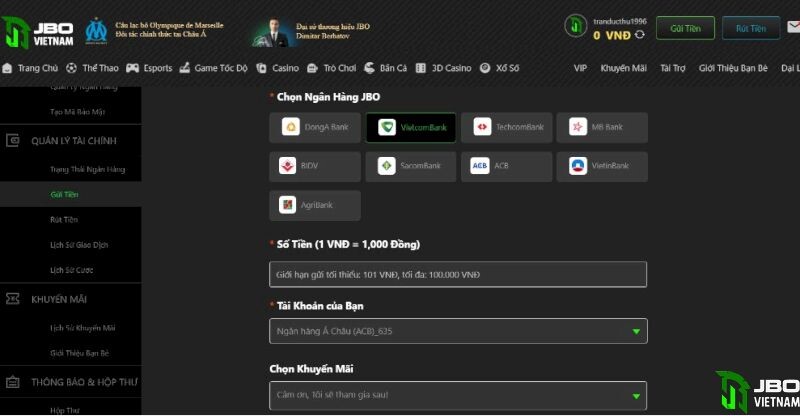 JBO
VIETNAM
Câu lạc bộ Olympique de Marseille
Đối tác chính thức tại Châu Á
Đại sứ thương hiệu JBO
Dimitar Berbatov
tranducthu1996
0 VNĐ
Gửi Tiền
Rút Tiền
Trang Chủ
Thể Thao
Esports
Game Tốc Độ
Casino
Trò Chơi
Bắn Cá
3D Casino
Xổ Số
VIP
Khuyến Mãi
Tài Trợ
Giới Thiệu Bạn Bè
Đại L
Quản Lý Ngân Hàng
Tạo Mã Bảo Mật
QUẢN LÝ TÀI CHÍNH
Trạng Thái Ngân Hàng
Gửi Tiền
Rút Tiền
Lịch Sử Giao Dịch
Lịch Sử Cược
KHUYẾN MÃI
Lịch Sử Khuyến Mãi
Giới Thiệu Bạn Bè
THÔNG BÁO & HỘP THƯ
Hộp Thư
* Chọn Ngân Hàng JBO
DongA Bank
VietcomBank
TechcomBank
MB Bank
BIDV
SacomBank
ACB
ACB
VietinBank
AgriBank
* Số Tiền (1 VNĐ = 1,000 Đồng)
Giới hạn gửi tối thiểu: 101 VNĐ, tối đa: 100.000 VNĐ
* Tài Khoản của Bạn
Ngân hàng Á Châu (ACB)_635
Chọn Khuyến Mãi
Cảm ơn, Tôi sẽ tham gia sau!
JBO
VIETNAM